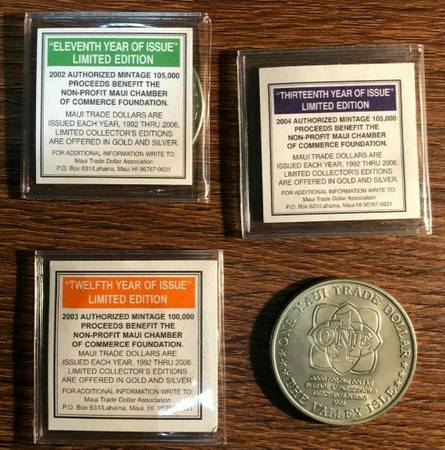 "ELEVENTH YEAR OF ISSUE"
LIMITED EDITION
2002 AUTHORIZED MINTAGE 105,000
PROCEEDS BENEFIT THE
NON-PROFIT MAUI CHAMBER
OF COMMERCE FOUNDATION.
MAUI TRADE DOLLARS ARE
ISSUED EACH YEAR, 1992 THRU 2006.
LIMITED COLLECTOR'S EDITIONS
ARE OFFERED IN GOLD AND SILVER.
FOR ADDITIONAL INFORMATION WRITE TO:
Maui Trade Dollar Association
P.O. Box 631/Lahaina, Maui HI 96767-0631
"THIRTEENTH YEAR OF ISSUE"
LIMITED EDITION
2004 AUTHORIZED MINTAGE 105,000
PROCEEDS BENEFIT THE
NON-PROFIT MAUI CHAMBER
OF COMMERCE FOUNDATION.
MAUI TRADE DOLLARS ARE
ISSUED EACH YEAR, 1992 THRU 2006.
LIMITED COLLECTOR'S EDITIONS
ARE OFFERED IN GOLD AND SILVER.
FOR ADDITIONAL INFORMATION WRITE TO:
Maui Trade Dollar Association
P.O. Box 631/Lahaina, Maui HI 96767-0631
"TWELFTH YEAR OF ISSUE"
LIMITED EDITION
2003 AUTHORIZED MINTAGE 100,000
PROCEEDS BENEFIT THE
NON-PROFIT MAUI CHAMBER
OF COMMERCE FOUNDATION.
MAUI TRADE DOLLARS ARE
ISSUED EACH YEAR, 1992 THRU 2006.
LIMITED COLLECTOR'S EDITIONS
ARE OFFERED IN GOLD AND SILVER.
FOR ADDITIONAL INFORMATION WRITE TO:
Maui Trade Dollar Association
P.O. Box 631/Lahaina, Maui, HI
ONE MAUI TRADE DOLLAR
ONE
GOOD FOR ONE DOLLAR
THE VALLEY ISLE